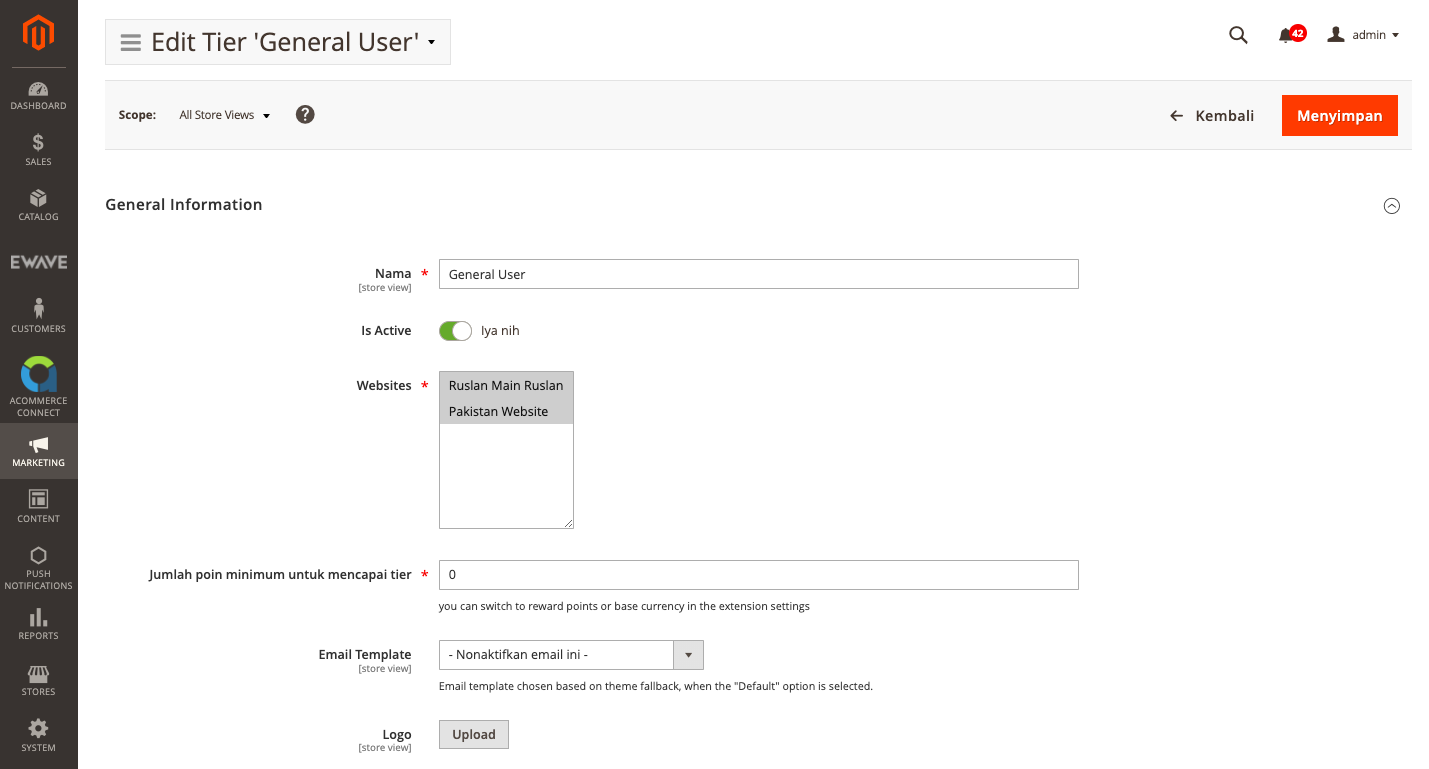 Edit Tier 'General User'
42
admin
Scope:
All Store Views
?
Kembali
Menyimpan
DASHBOARD
SALES
CATALOG
EWAVE
CUSTOMERS
ACOMMERCE
CONNECT
MARKETING
CONTENT
PUSH
NOTIFICATIONS
REPORTS
STORES
SYSTEM
General Information
Nama *
[store view]
General User
Is Active
Iya nih
Websites *
Ruslan Main Ruslan
Pakistan Website
Jumlah poin minimum untuk mencapai tier *
0
you can switch to reward points or base currency in the extension settings
Email Template
[store view]
- Nonaktifkan email ini -
Email template chosen based on theme fallback, when the "Default" option is selected.
Logo
[store view]
Upload